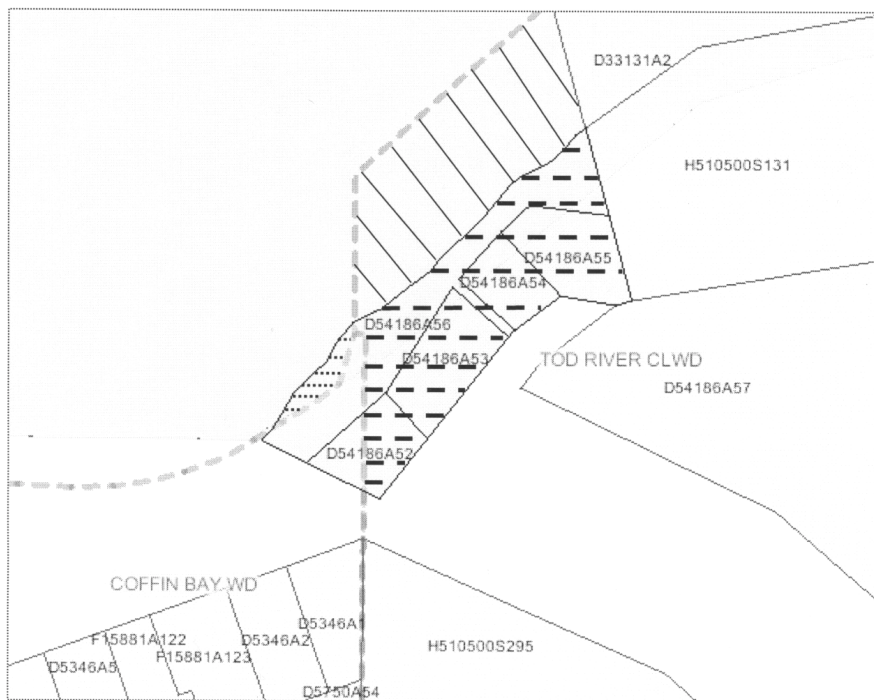 D33131A2
H510500S131
D54186A55
D54186A54
D54186A56
D54186A53
TOD RIVER CLWD
D54186A57
D54186A52
COFFIN BAY WD
D5346A1
F15881A122
D5346A2
H510500S295
F15881A123
D5346A5
D5750A54